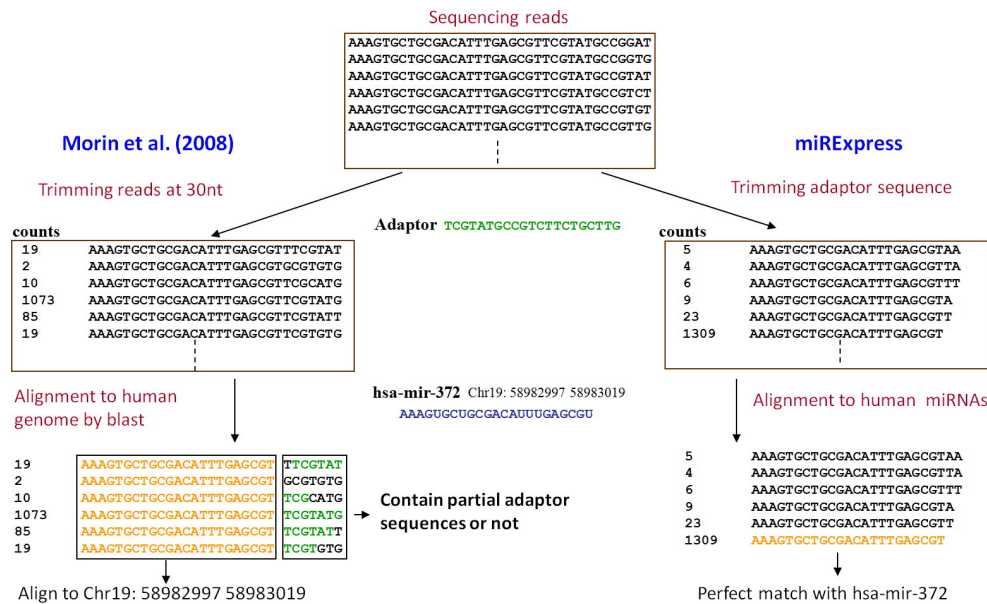 Sequencing reads
AAAGTGCTGCGACATTTGAGCGTTCGTATGCCGGAT
AAAGTGCTGCGACATTTGAGCGTTCGTATGCCGGTG
AAAGTGCTGCGACATTTGAGCGTTCGTATGCCGTAT
AAAGTGCTGCGACATTTGAGCGTTCGTATGCCGTCT
AAAGTGCTGCGACATTTGAGCGTTCGTATGCCGTGT
AAAGTGCTGCGACATTTGAGCGTTCGTATGCCGTTG
Morin et al. (2008)
miRExpress
Trimming reads at 30nt
Trimming adaptor sequence
Adaptor TCGTATGCCGTCTTCTGCTTG
counts
19 AAAGTGCTGCGACATTTGAGCGTTTCGTAT
2 AAAGTGCTGCGACATTTGAGCGTGCGTGTG
10 AAAGTGCTGCGACATTTGAGCGTTCGCATG
1073 AAAGTGCTGCGACATTTGAGCGTTCGTATG
85 AAAGTGCTGCGACATTTGAGCGTTCGTATT
19 AAAGTGCTGCGACATTTGAGCGTTCGTGTG
counts
5 AAAGTGCTGCGACATTTGAGCGTAA
4 AAAGTGCTGCGACATTTGAGCGTTA
6 AAAGTGCTGCGACATTTGAGCGTTT
9 AAAGTGCTGCGACATTTGAGCGTA
23 AAAGTGCTGCGACATTTGAGCGTT
1309 AAAGTGCTGCGACATTTGAGCGT
Alignment to human
genome by blast
hsa-mir-372 Chr19: 58982997 58983019
AAAGUGCUGCGACAUUUGAGCGU
Alignment to human miRNAs
19 AAAGTGCTGCGACATTTGAGCGT TTCGTAT
2 AAAGTGCTGCGACATTTGAGCGT GCGTGTG
10 AAAGTGCTGCGACATTTGAGCGT TCGCATG
1073 AAAGTGCTGCGACATTTGAGCGT TCGTATG
85 AAAGTGCTGCGACATTTGAGCGT TCGTATT
19 AAAGTGCTGCGACATTTGAGCGT TCGTGTG
Contain partial adaptor
sequences or not
5 AAAGTGCTGCGACATTTGAGCGTAA
4 AAAGTGCTGCGACATTTGAGCGTTA
6 AAAGTGCTGCGACATTTGAGCGTTT
9 AAAGTGCTGCGACATTTGAGCGTA
23 AAAGTGCTGCGACATTTGAGCGTT
1309 AAAGTGCTGCGACATTTGAGCGT
Align to Chr19: 58982997 58983019
Perfect match with hsa-mir-372